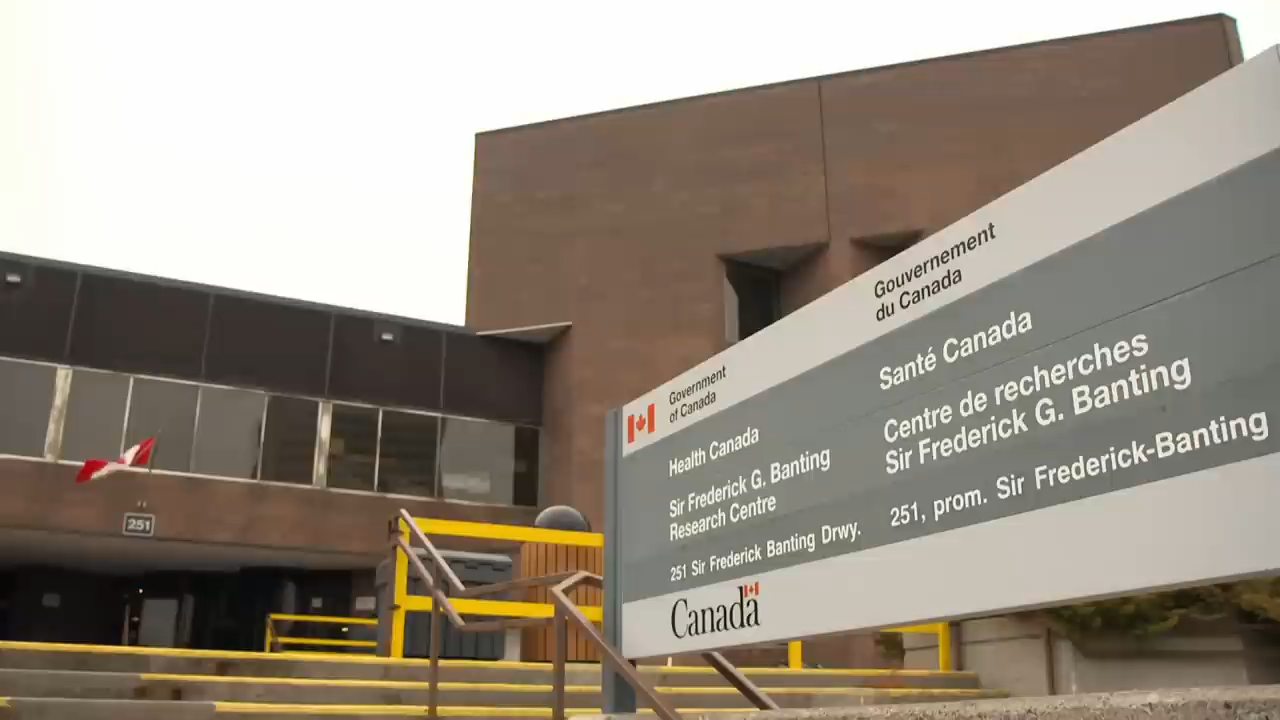 Government
of Canada
Gouvernement
du Canada
Health Canada
Santé Canada
Sir Frederick G. Banting
Research Centre
Centre de recherches
Sir Frederick G. Banting
251 Sir Frederick Banting Drwy.
251, prom. Sir Frederick-Banting
Canada
251